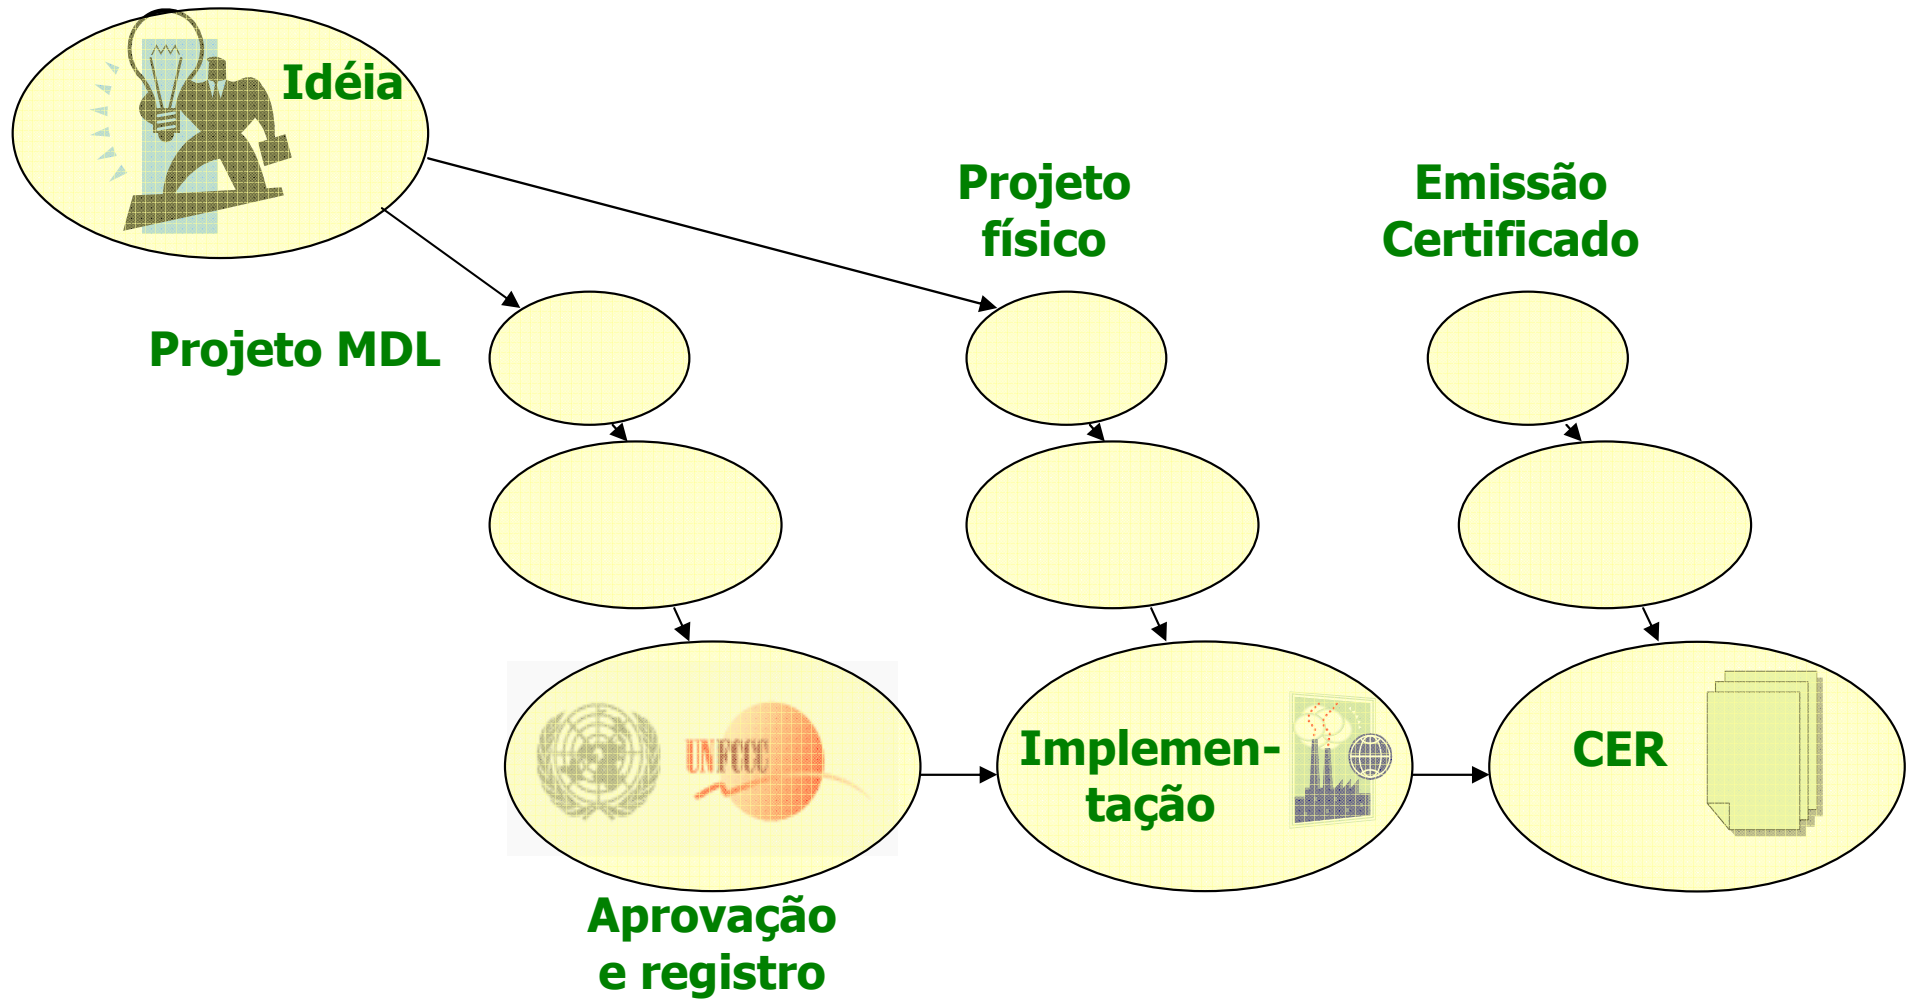 Idéia
Projeto
físico
Emissão
Certificado
Projeto MDL
UNFCCC
Implemen-
tação
CER
Aprovação
e registro